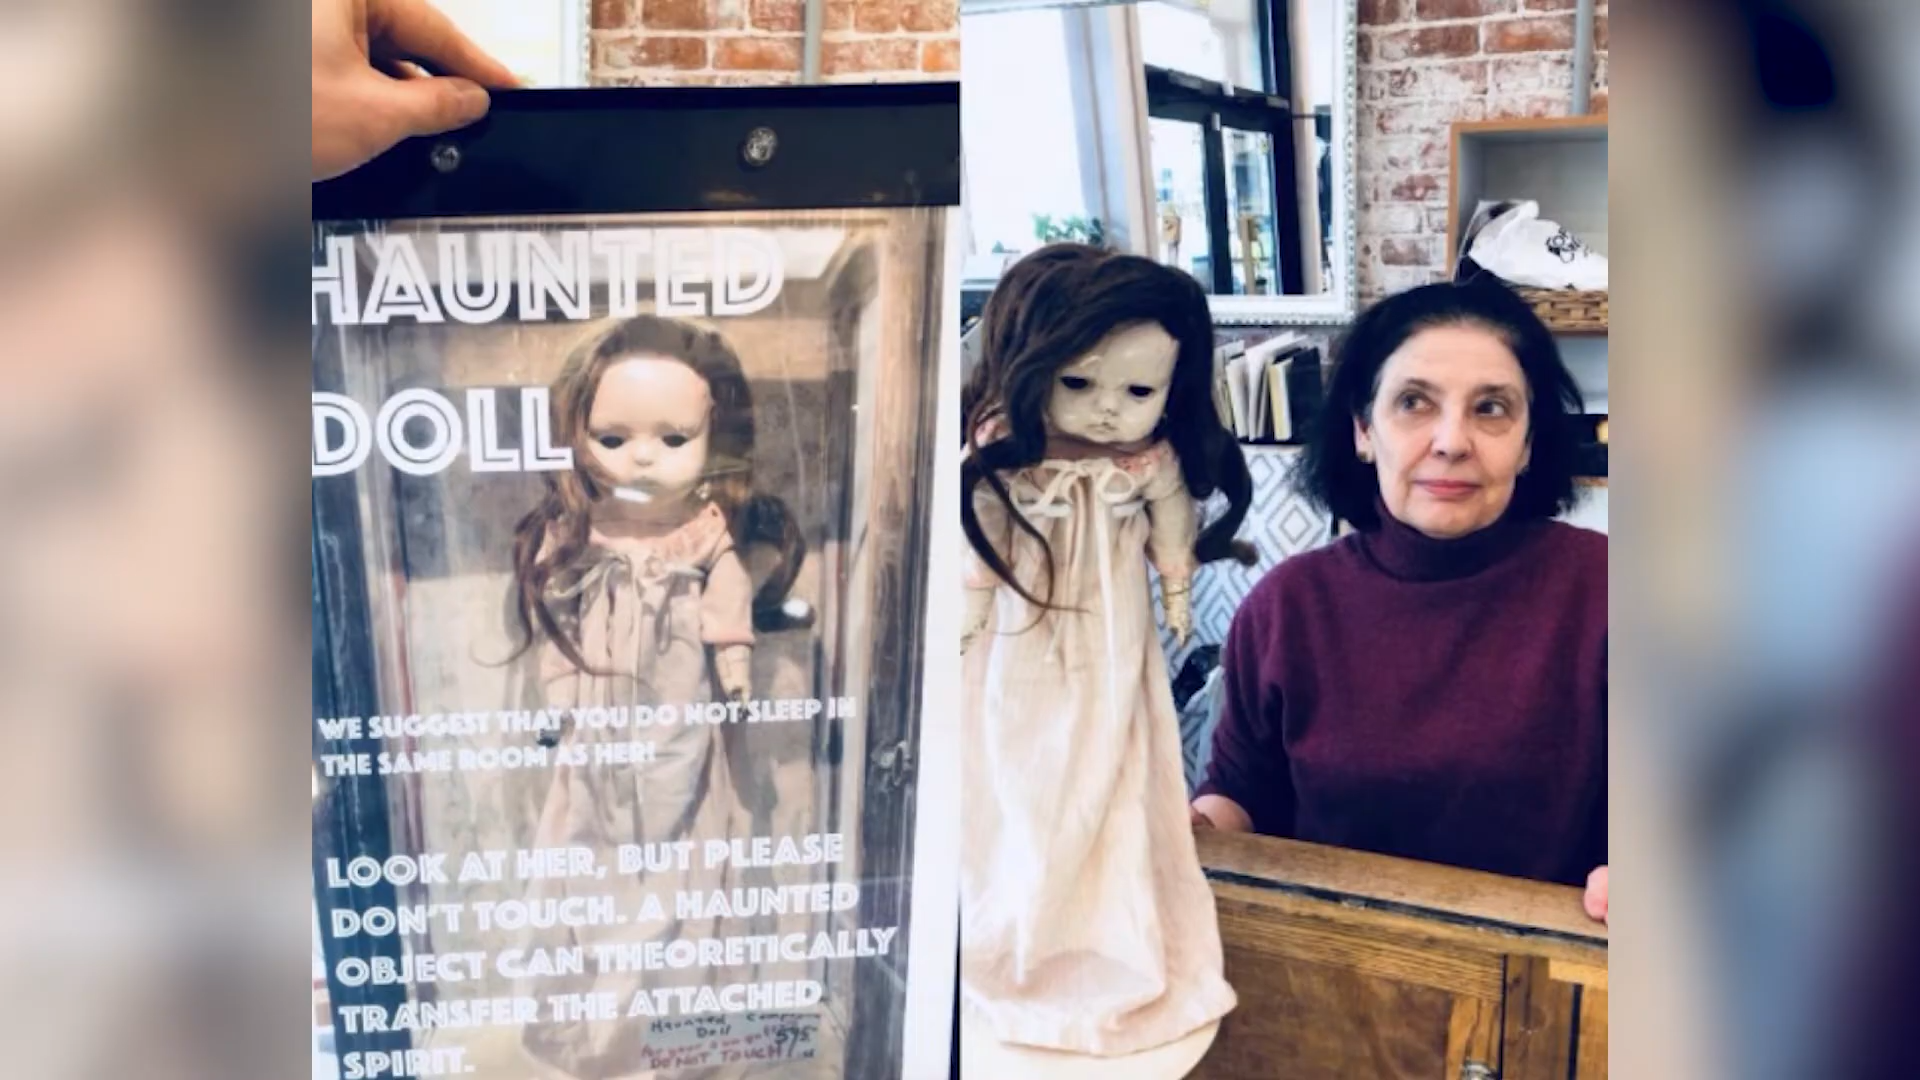 HAUNTED
DOLL
WE SUGGEST THAT YOU DO NOT SLEEP IN
THE SAME ROOM AS HER!
LOOK AT HER, BUT PLEASE
DON'T TOUCH. A HAUNTED
OBJECT CAN THEORETICALLY
TRANSFER THE ATTACHED
SPIRIT.
Haunted
Doll
DO NOT TOUCH!